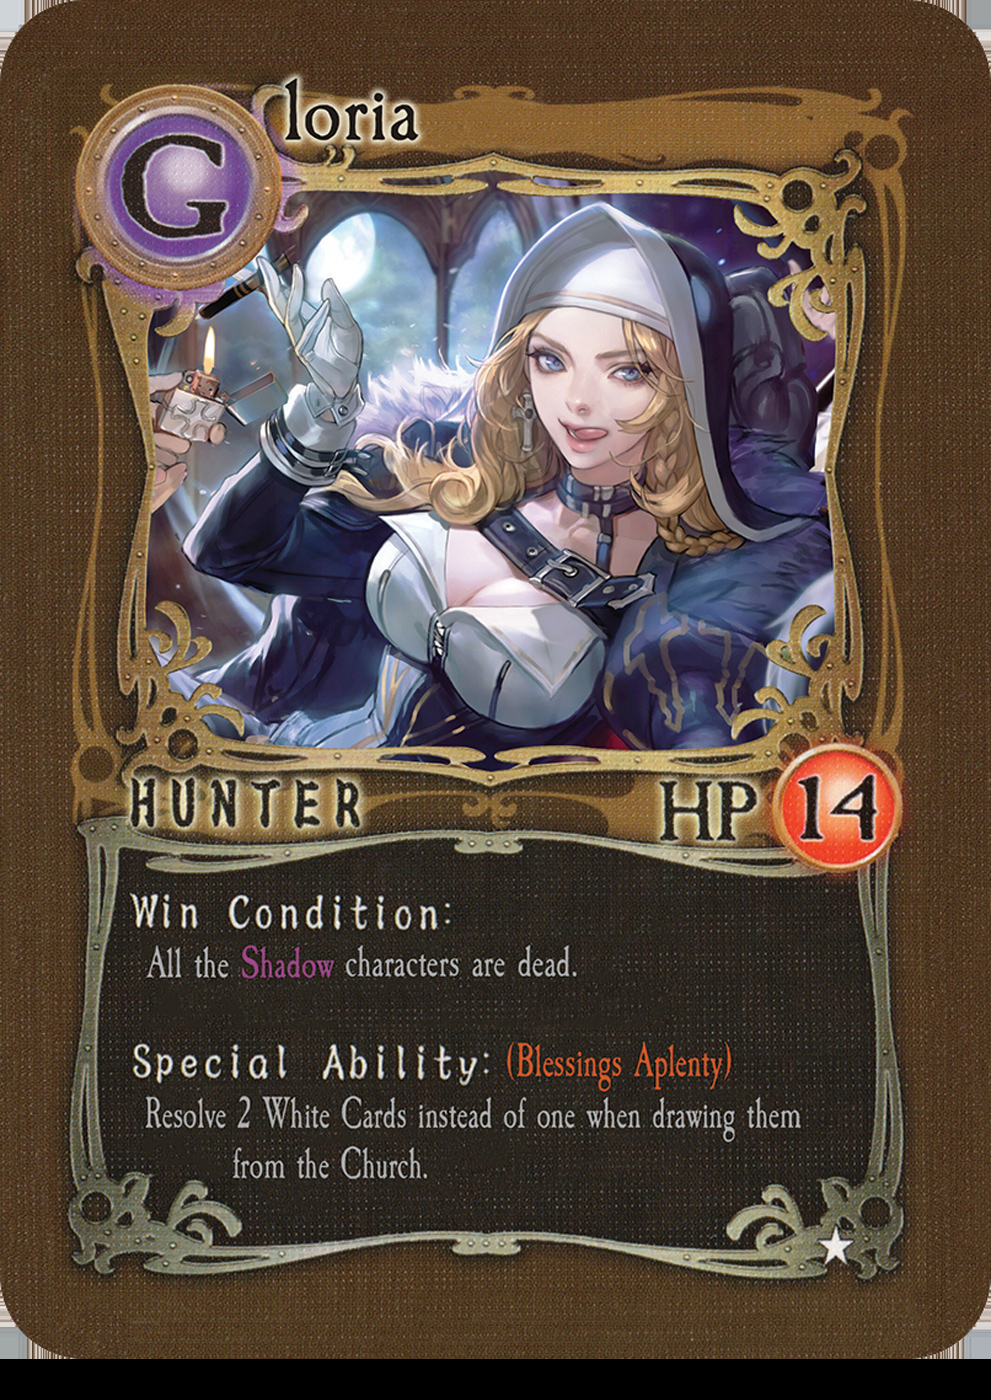 Gloria
HUNTER HP 14
Win Condition:
All the Shadow characters are dead.
Special Ability: (Blessings Aplenty)
Resolve 2 White Cards instead of one when drawing them
from the Church.